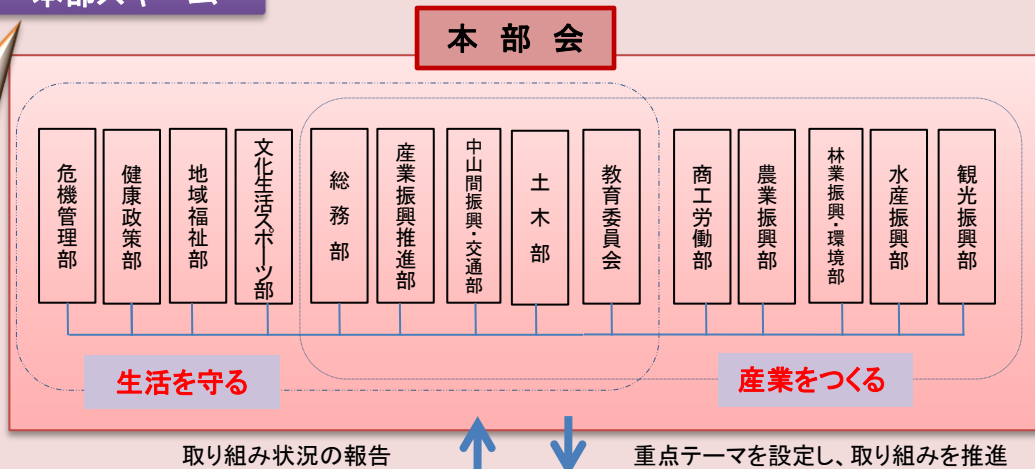 本部会
危機管理部
健康政策部
地域福祉部
文化生活スポーツ部
総務部
産業振興推進部
中山間振興・交通部
土木部
教育委員会
商工労働部
農業振興部
林業振興・環境部
水産振興部
観光振興部
生活を守る
産業をつくる
取り組み状況の報告
重点テーマを設定し、取り組みを推進